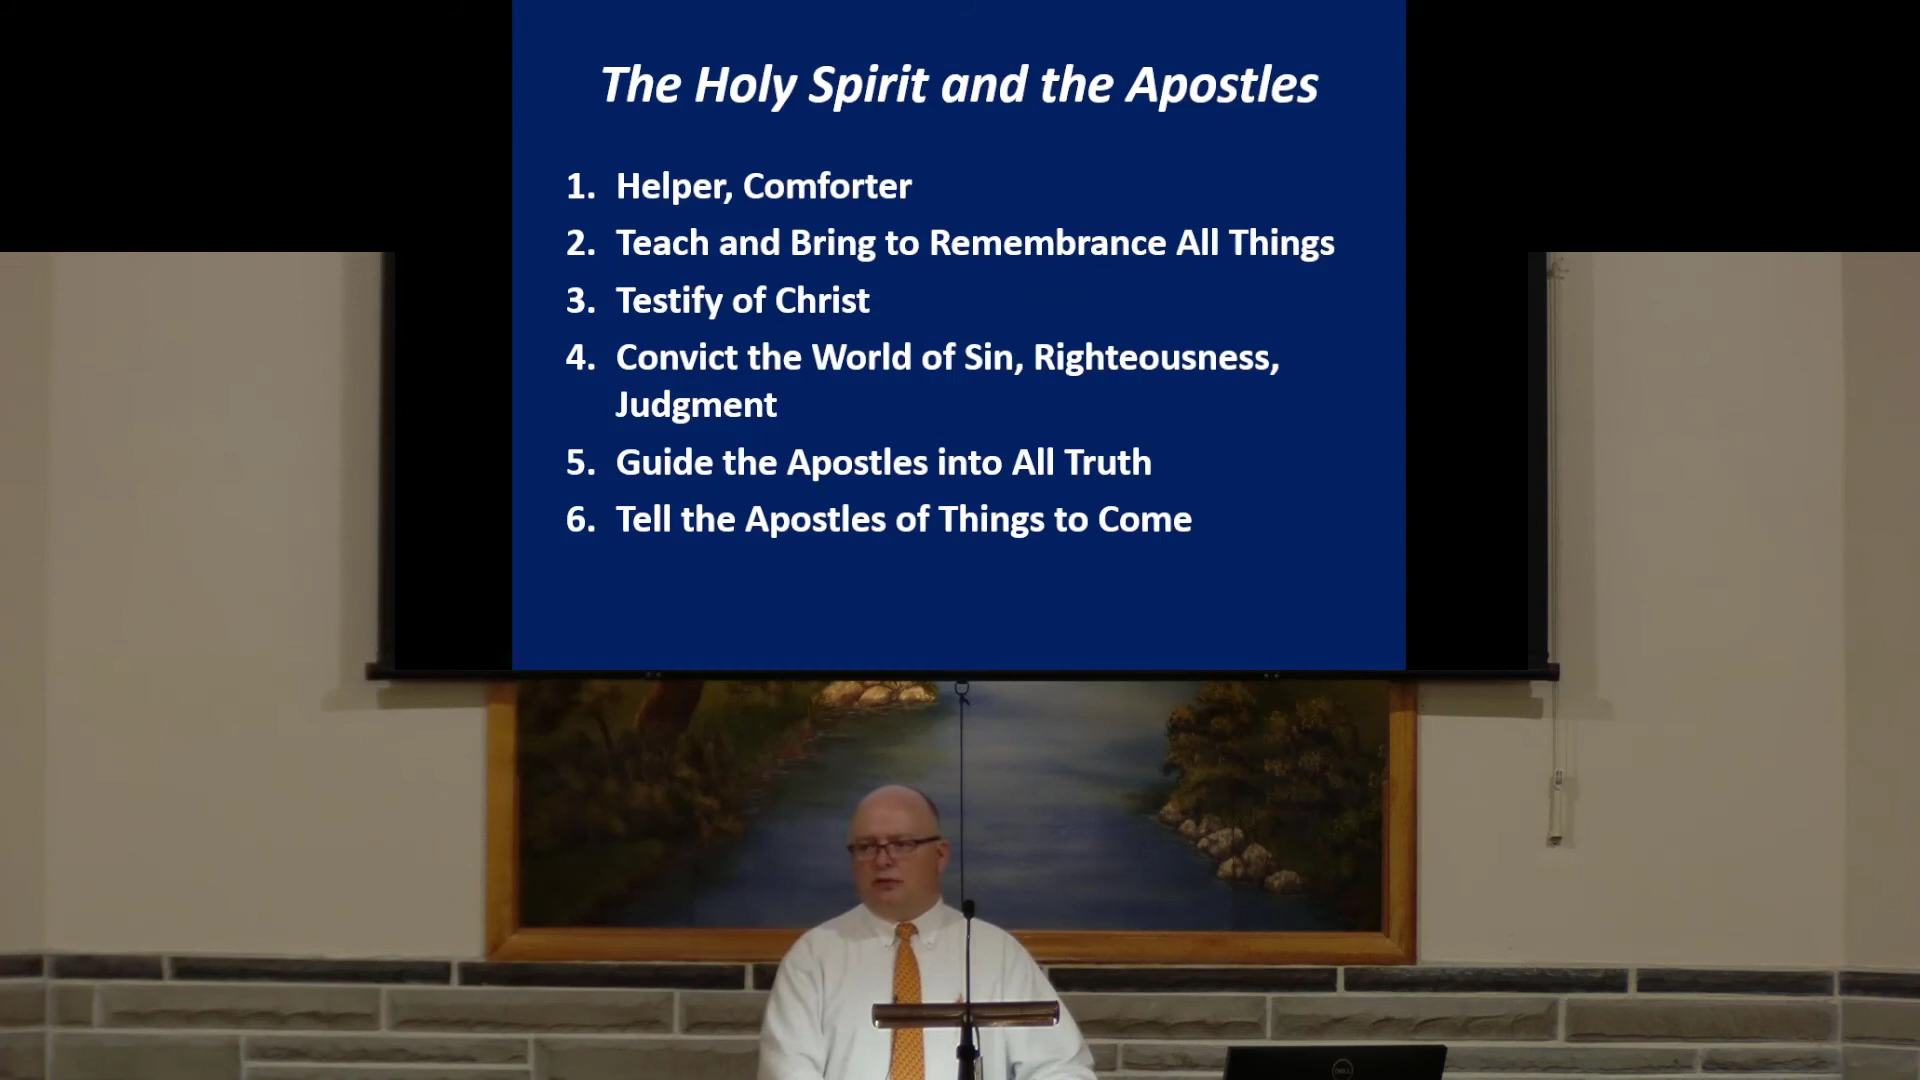 The Holy Spirit and the Apostles
1. Helper, Comforter
2. Teach and Bring to Remembrance All Things
3. Testify of Christ
4. Convict the World of Sin, Righteousness,
Judgment
5. Guide the Apostles into All Truth
6. Tell the Apostles of Things to Come
DELL